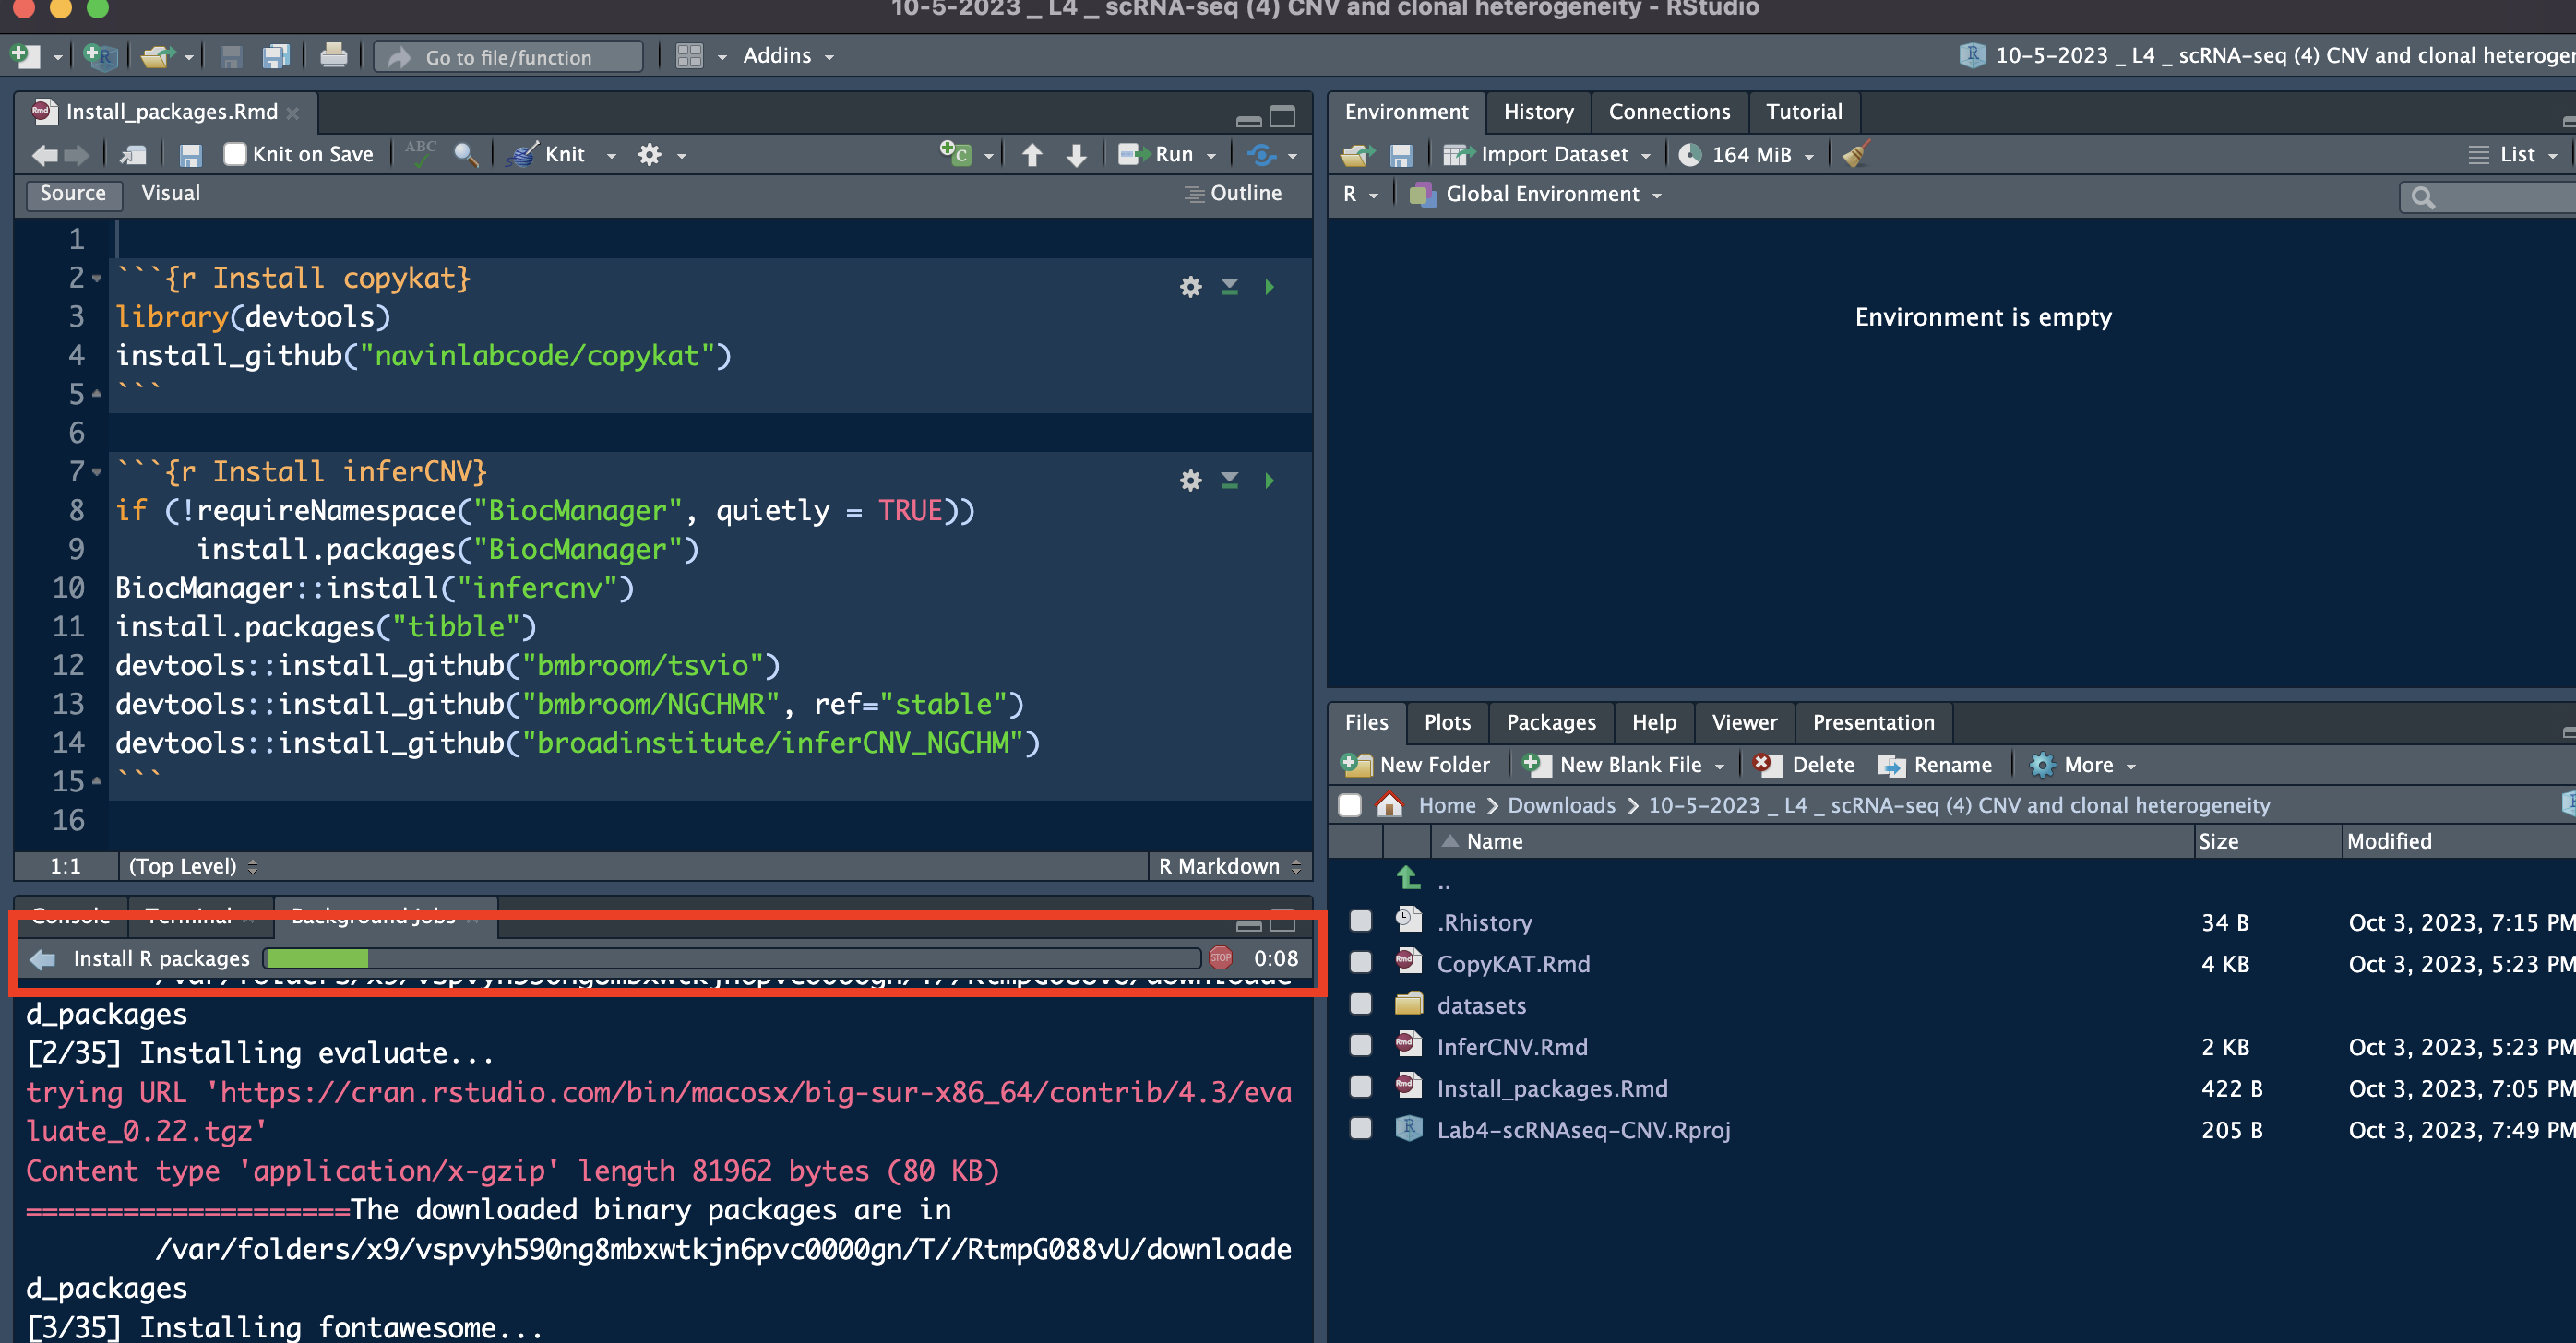 10-5-2023 _ L4 _ scRNA-seq (4) CNV and clonal heterogeneity - RStudio
Go to file/function
Addins
10-5-2023 _ L4 _ scRNA-seq (4) CNV and clonal
Install_packages.Rmd
Knit on Save
ABC
Knit
Run
Source
Visual
Outline
1
2 ```{r Install copykat}
3 library(devtools)
4 install_github("navinlabcode/copykat")
5 ```
6
7 ```{r Install inferCNV}
8 if (!requireNamespace("BiocManager", quietly = TRUE))
9 install.packages("BiocManager")
10 BiocManager::install("infercnv")
11 install.packages("tibble")
12 devtools::install_github("bmbroom/tsvio")
13 devtools::install_github("bmbroom/NGCHMR", ref="stable")
14 devtools::install_github("broadinstitute/inferCNV_NGCHM")
15 ```
16
1:1 (Top Level) R Markdown
Console Terminal Background Jobs
Install R packages STOP 0:08
d_packages
[2/35] Installing evaluate...
trying URL 'https://cran.rstudio.com/bin/macosx/big-sur-x86_64/contrib/4.3/eva
luate_0.22.tgz'
Content type 'application/x-gzip' length 81962 bytes (80 KB)
====================The downloaded binary packages are in
/var/folders/x9/vspvyh590ng8mbxwtkjn6pvc0000gn/T//RtmpG088vU/downloade
d_packages
[3/35] Installing fontawesome...
Environment History Connections Tutorial
Import Dataset 164 MiB List
R Global Environment
Environment is empty
Files Plots Packages Help Viewer Presentation
New Folder New Blank File Delete Rename More
Home Downloads 10-5-2023 _ L4 _ scRNA-seq (4) CNV and clonal heterogeneity
Name Size Modified
..
.Rhistory 34 B Oct 3, 2023, 7:15 PM
CopyKAT.Rmd 4 KB Oct 3, 2023, 5:23 PM
datasets
InferCNV.Rmd 2 KB Oct 3, 2023, 5:23 PM
Install_packages.Rmd 422 B Oct 3, 2023, 7:05 PM
Lab4-scRNAseq-CNV.Rproj 205 B Oct 3, 2023, 7:49 PM